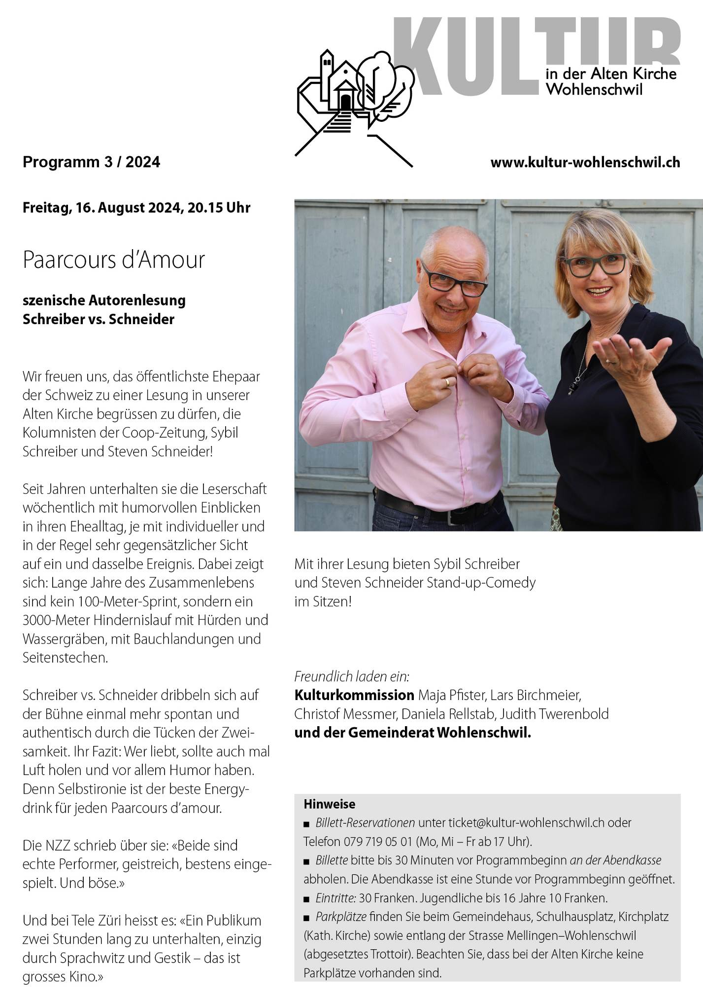 KULTUR
in der Alten Kirche
Wohlenschwil
Programm 3 / 2024
www.kultur-wohlenschwil.ch
Freitag, 16. August 2024, 20.15 Uhr
Paarcours d’Amour
szenische Autorenlesung
Schreiber vs. Schneider
Wir freuen uns, das öffentlichste Ehepaar
der Schweiz zu einer Lesung in unserer
Alten Kirche begrüssen zu dürfen, die
Kolumnisten der Coop-Zeitung, Sybil
Schreiber und Steven Schneider!
Seit Jahren unterhalten sie die Leserschaft
wöchentlich mit humorvollen Einblicken
in ihren Ehealltag, je mit individueller und
in der Regel sehr gegensätzlicher Sicht
auf ein und dasselbe Ereignis. Dabei zeigt
sich: Lange Jahre des Zusammenlebens
sind kein 100-Meter-Sprint, sondern ein
3000-Meter Hindernislauf mit Hürden und
Wassergräben, mit Bauchlandungen und
Seitenstechen.
Schreiber vs. Schneider dribbeln sich auf
der Bühne einmal mehr spontan und
authentisch durch die Tücken der Zwei-
samkeit. Ihr Fazit: Wer liebt, sollte auch mal
Luft holen und vor allem Humor haben.
Denn Selbstironie ist der beste Energy-
drink für jeden Paarcours d’amour.
Die NZZ schrieb über sie: «Beide sind
echte Performer, geistreich, bestens einge-
spielt. Und böse.»
Und bei Tele Züri heisst es: «Ein Publikum
zwei Stunden lang zu unterhalten, einzig
durch Sprachwitz und Gestik – das ist
grosses Kino.»
Mit ihrer Lesung bieten Sybil Schreiber
und Steven Schneider Stand-up-Comedy
im Sitzen!
Freundlich laden ein:
Kulturkommission Maja Pfister, Lars Birchmeier,
Christof Messmer, Daniela Rellstab, Judith Twerenbold
und der Gemeinderat Wohlenschwil.
Hinweise
■ Billett-Reservationen unter ticket@kultur-wohlenschwil.ch oder
Telefon 079 719 05 01 (Mo, Mi – Fr ab 17 Uhr).
■ Billette bitte bis 30 Minuten vor Programmbeginn an der Abendkasse
abholen. Die Abendkasse ist eine Stunde vor Programmbeginn geöffnet.
■ Eintritte: 30 Franken. Jugendliche bis 16 Jahre 10 Franken.
■ Parkplätze finden Sie beim Gemeindehaus, Schulhausplatz, Kirchplatz
(Kath. Kirche) sowie entlang der Strasse Mellingen–Wohlenschwil
(abgesetztes Trottoir). Beachten Sie, dass bei der Alten Kirche keine
Parkplätze vorhanden sind.